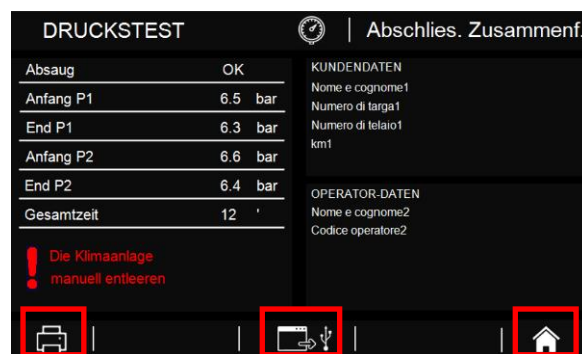 DRUCKSTEST
Abschlies. Zusammenf.
Absaug OK
Anfang P1 6.5 bar
End P1 6.3 bar
Anfang P2 6.6 bar
End P2 6.4 bar
Gesamtzeit 12 '
! Die Klimaanlage
manuell entleeren
KUNDENDATEN
Nome e cognome1
Numero di targa1
Numero di telaio1
km1
OPERATOR-DATEN
Nome e cognome2
Codice operatore2